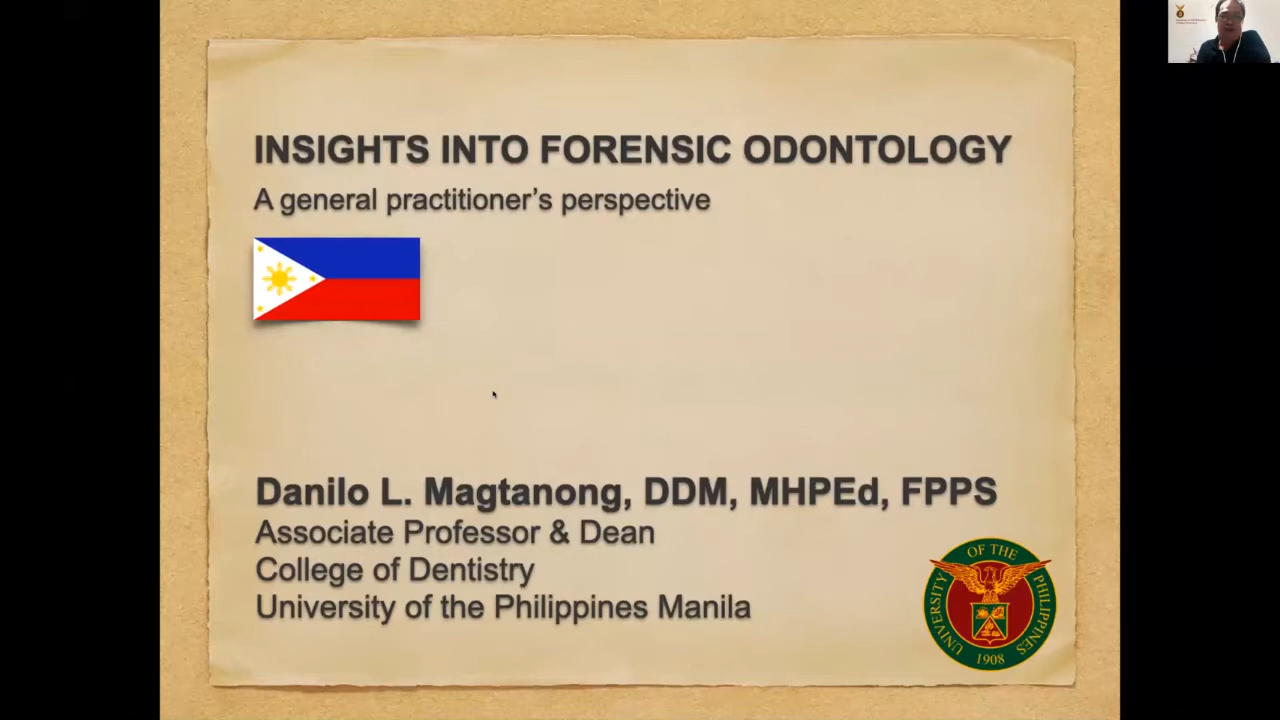 INSIGHTS INTO FORENSIC ODONTOLOGY
A general practitioner’s perspective
Danilo L. Magtanong, DDM, MHPEd, FPPS
Associate Professor & Dean
College of Dentistry
University of the Philippines Manila
UNIVERSITY OF THE PHILIPPINES
1908